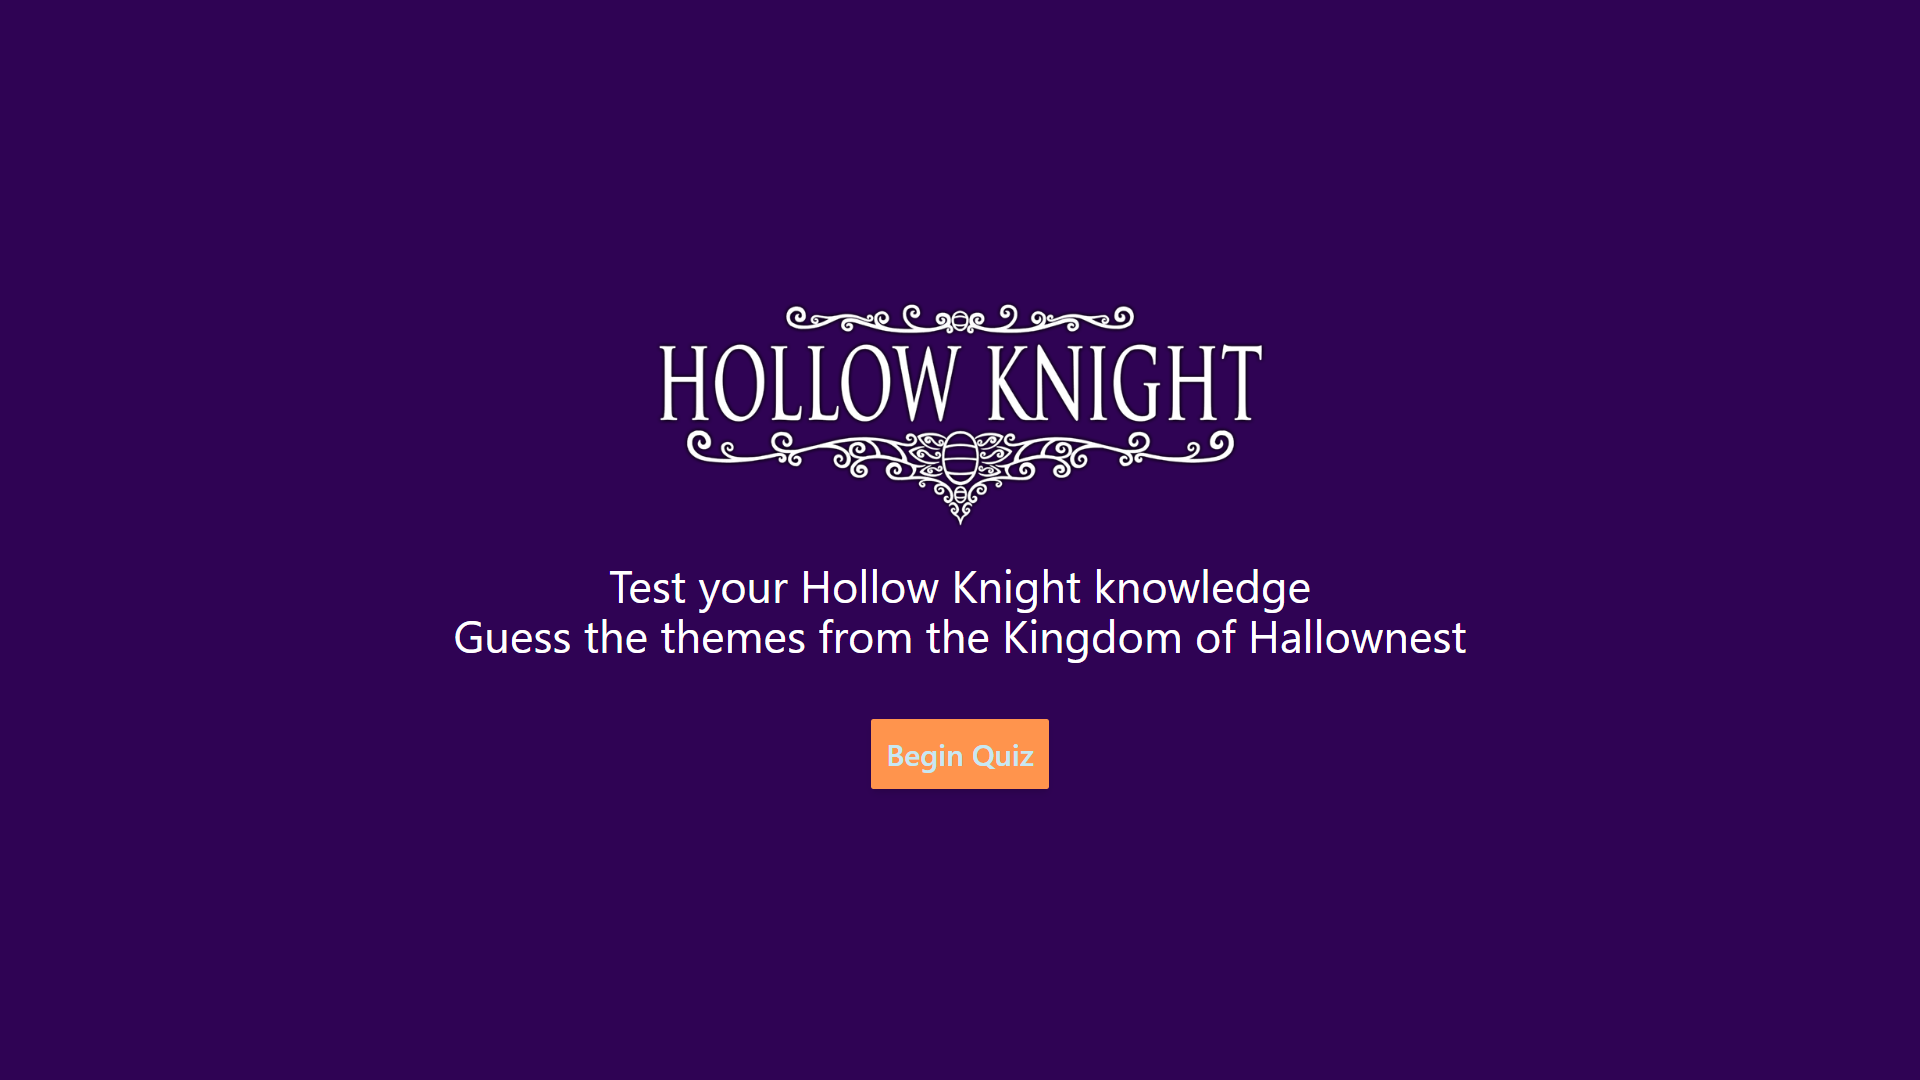 HOLLOW KNIGHT
Test your Hollow Knight knowledge
Guess the themes from the Kingdom of Hallownest
Begin Quiz